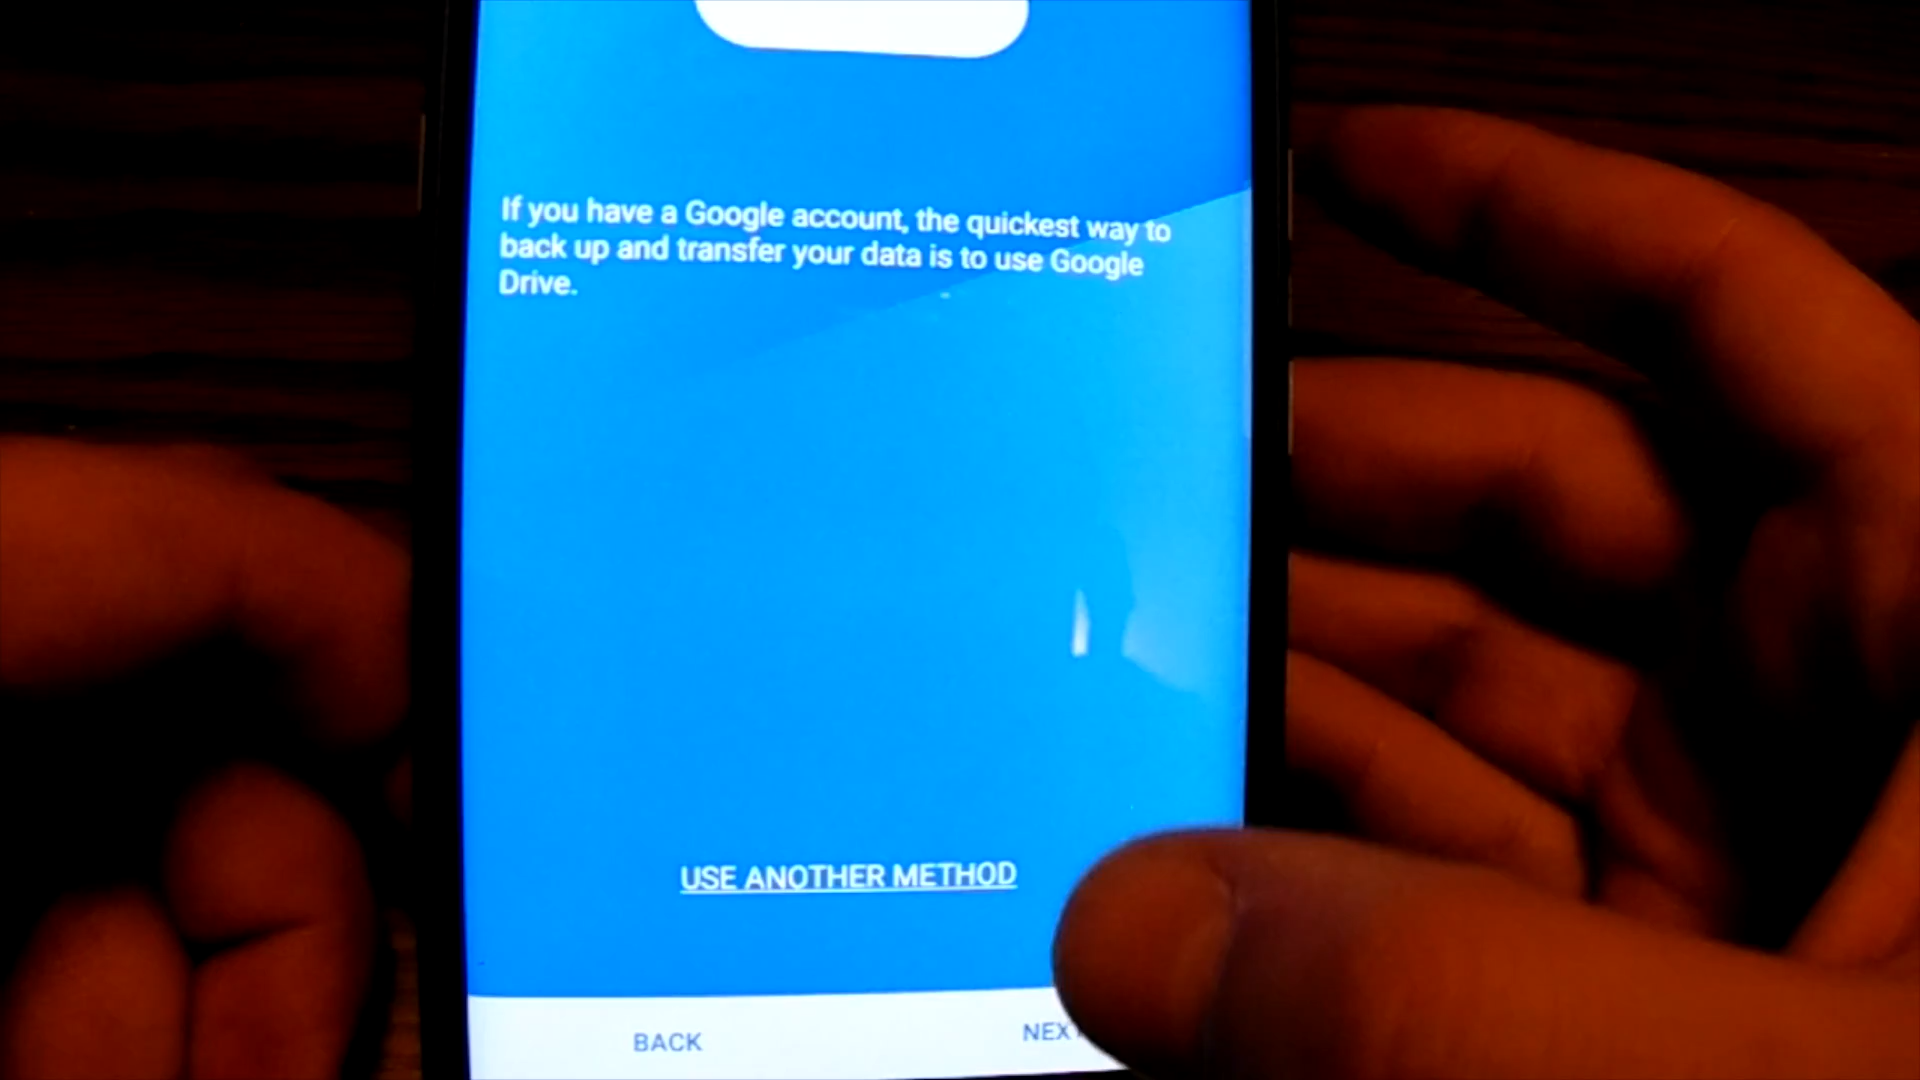 If you have a Google account, the quickest way to
back up and transfer your data is to use Google
Drive.
USE ANOTHER METHOD
BACK
NEXT